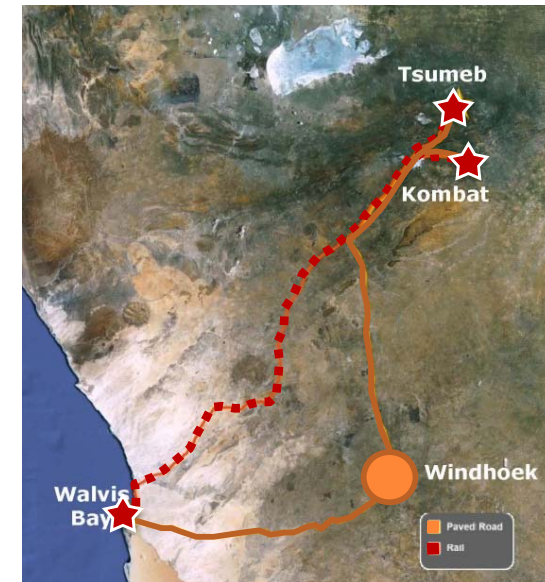 Tsumeb
Kombat
Windhoek
Walvis
Bay
Paved Road
Rail